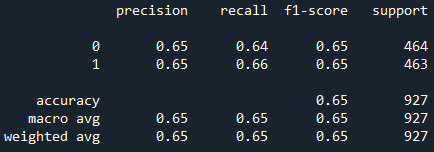 precision recall f1-score support
0 0.65 0.64 0.65 464
1 0.65 0.66 0.65 463
accuracy 0.65 927
macro avg 0.65 0.65 0.65 927
weighted avg 0.65 0.65 0.65 927